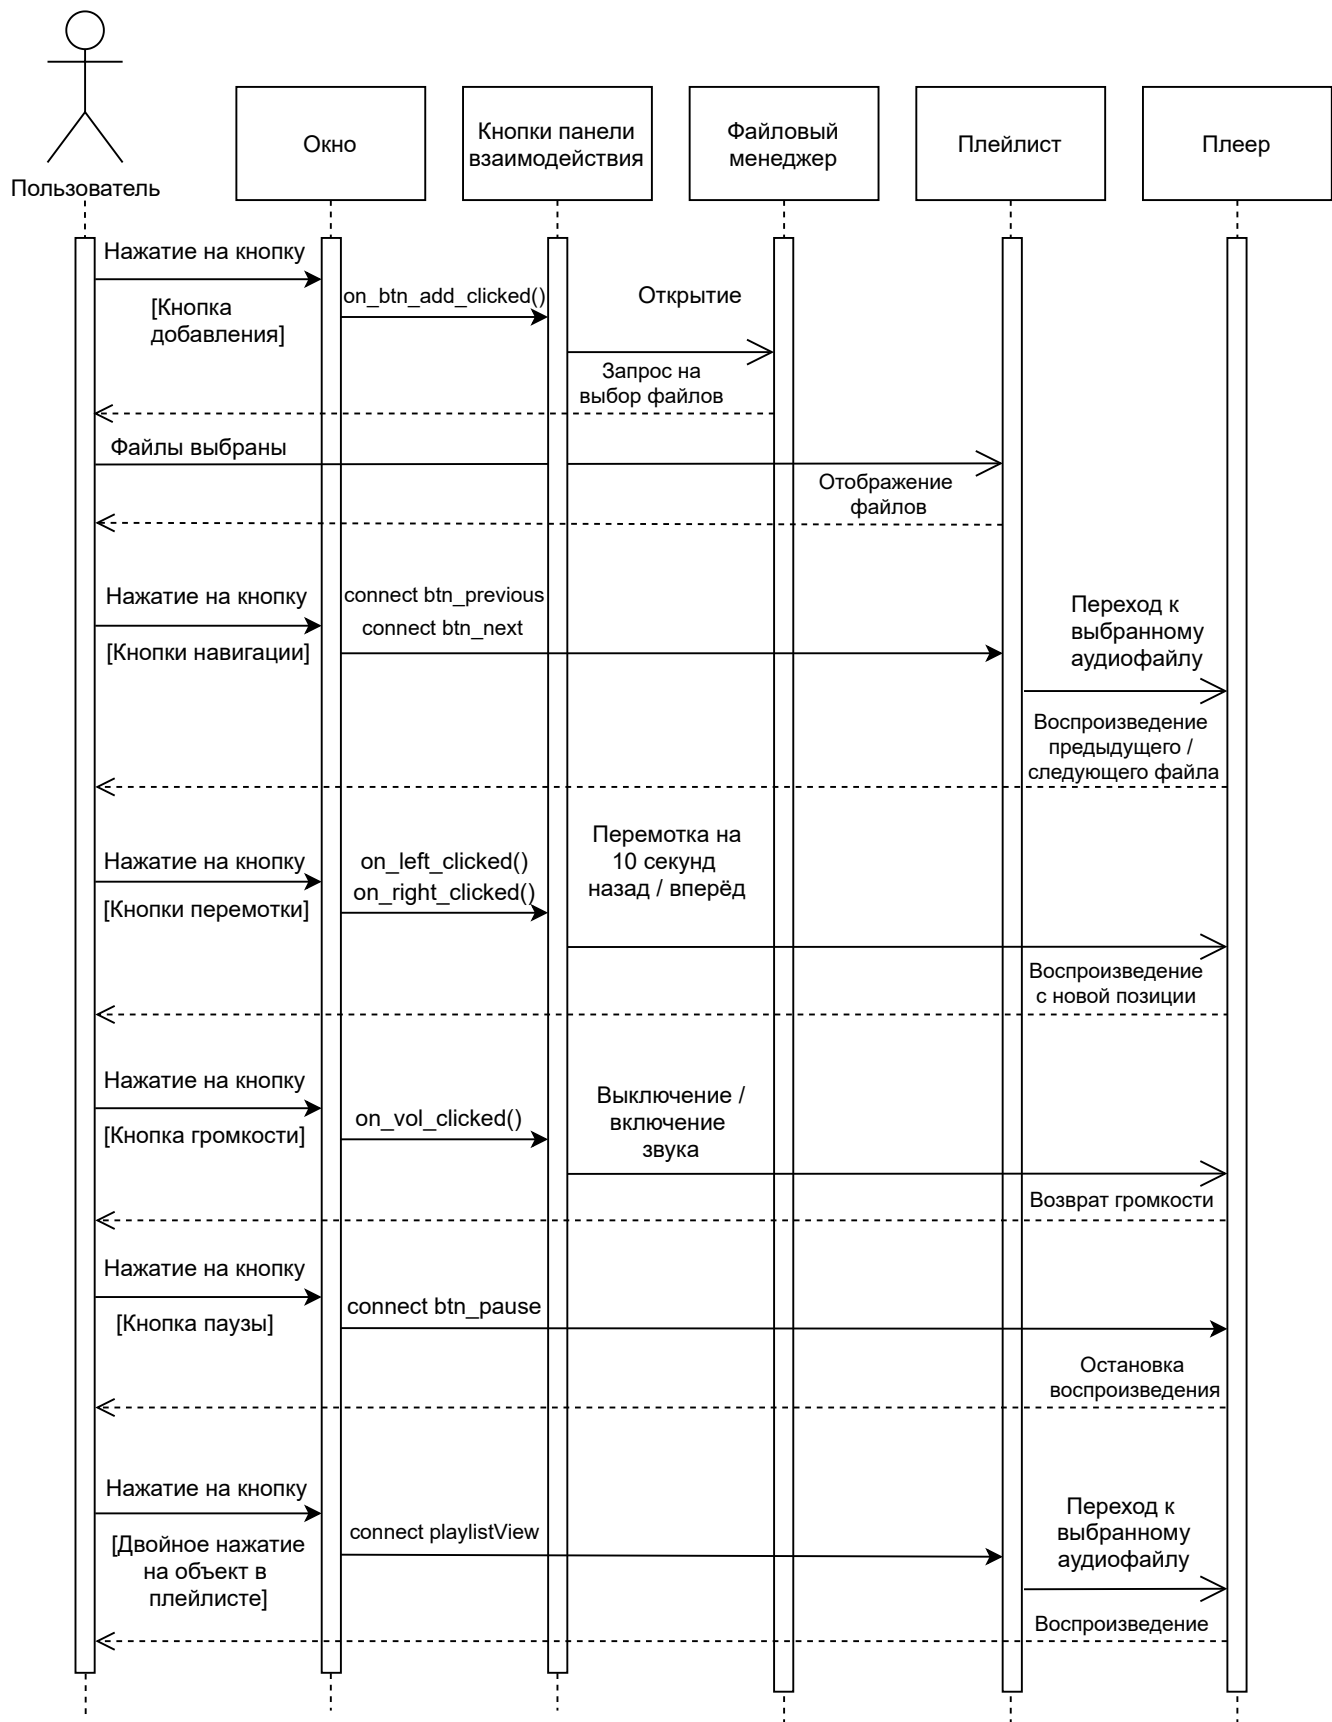 Пользователь
Окно
Кнопки панели
взаимодействия
Файловый
менеджер
Плейлист
Плеер
Нажатие на кнопку
[Кнопка
добавления]
on_btn_add_clicked()
Открытие
Запрос на
выбор файлов
Файлы выбраны
Отображение
файлов
Нажатие на кнопку
[Кнопки навигации]
connect btn_previous
connect btn_next
Переход к
выбранному
аудиофайлу
Воспроизведение
предыдущего /
следующего файла
Нажатие на кнопку
[Кнопки перемотки]
on_left_clicked()
on_right_clicked()
Перемотка на
10 секунд
назад / вперёд
Воспроизведение
с новой позиции
Нажатие на кнопку
[Кнопка громкости]
on_vol_clicked()
Выключение /
включение
звука
Возврат громкости
Нажатие на кнопку
[Кнопка паузы]
connect btn_pause
Остановка
воспроизведения
Нажатие на кнопку
[Двойное нажатие
на объект в
плейлисте]
connect playlistView
Переход к
выбранному
аудиофайлу
Воспроизведение